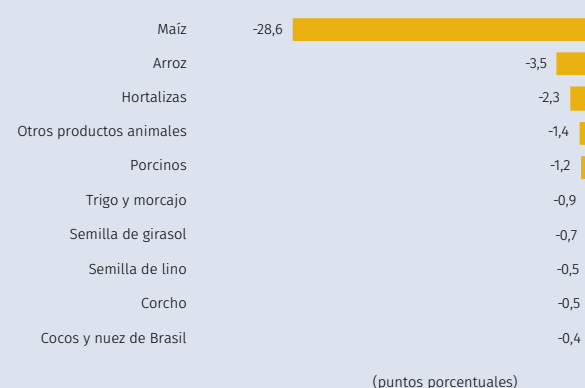 Maíz -28,6
Arroz -3,5
Hortalizas -2,3
Otros productos animales -1,4
Porcinos -1,2
Trigo y morcajo -0,9
Semilla de girasol -0,7
Semilla de lino -0,5
Corcho -0,5
Cocos y nuez de Brasil -0,4
(puntos porcentuales)